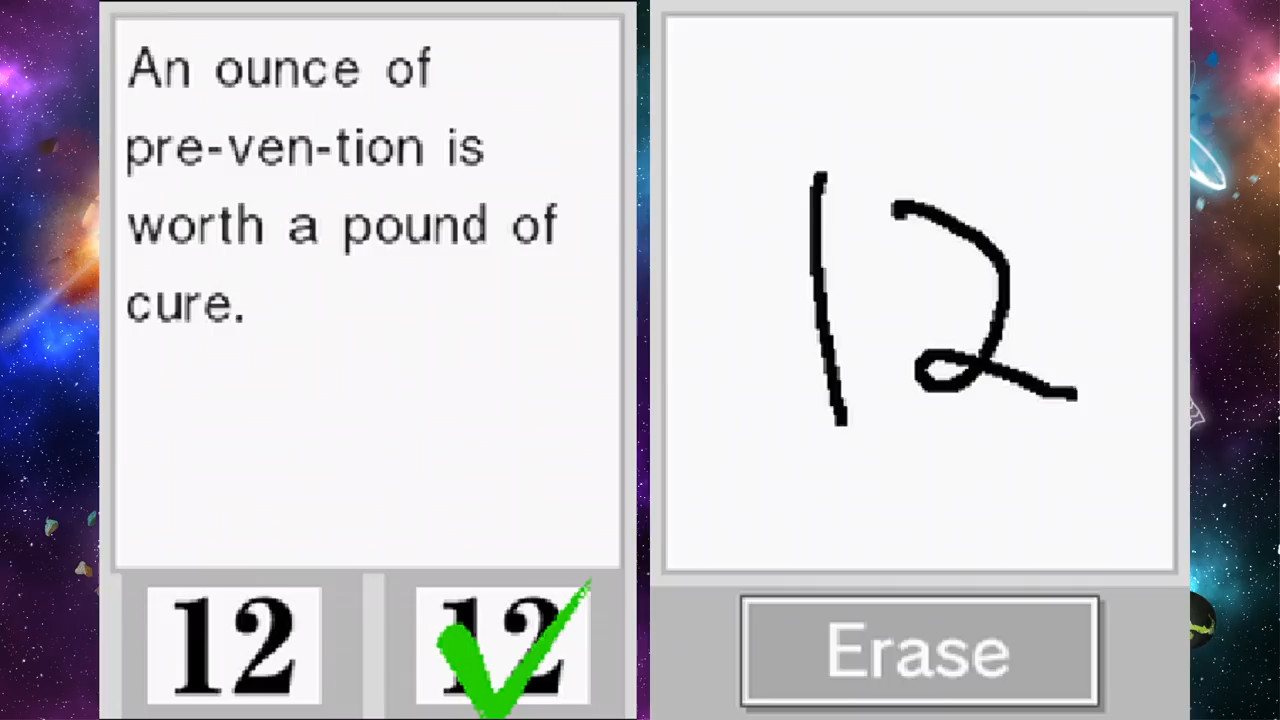 An ounce of
pre-ven-tion is
worth a pound of
cure.
12
12
12
Erase